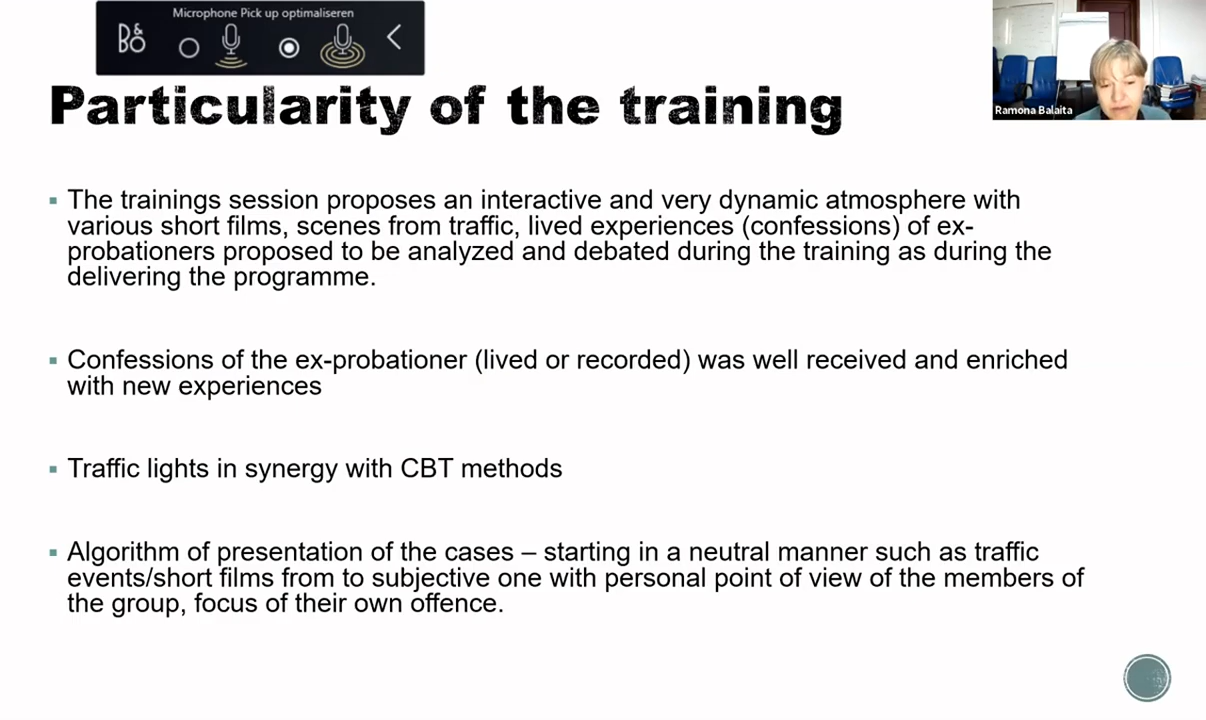 Microphone Pick up optimaliseren
B&O
Ramona Balaita
Particularity of the training
The trainings session proposes an interactive and very dynamic atmosphere with
various short films, scenes from traffic, lived experiences (confessions) of ex-
probationers proposed to be analyzed and debated during the training as during the
delivering the programme.
Confessions of the ex-probationer (lived or recorded) was well received and enriched
with new experiences
Traffic lights in synergy with CBT methods
Algorithm of presentation of the cases – starting in a neutral manner such as traffic
events/short films from to subjective one with personal point of view of the members of
the group, focus of their own offence.